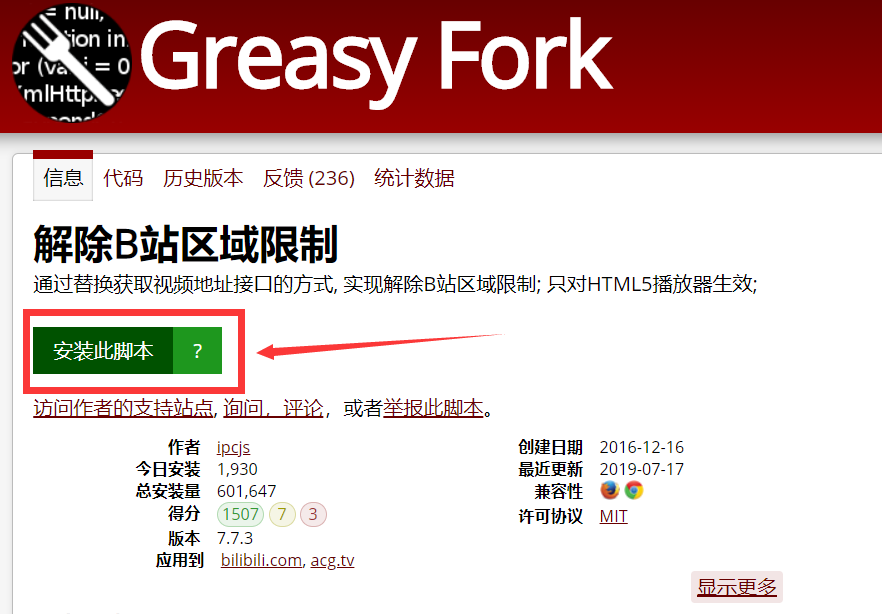 = null,
tion in
or (va i = 0
mlHttp
Greasy Fork
信息 代码 历史版本 反馈 (236) 统计数据
解除B站区域限制
通过替换获取视频地址接口的方式, 实现解除B站区域限制; 只对HTML5播放器生效;
安装此脚本 ?
访问作者的支持站点, 询问，评论，或者举报此脚本。
作者 ipcjs 创建日期 2016-12-16
今日安装 1,930 最近更新 2019-07-17
总安装量 601,647 兼容性
得分 1507 7 3 许可协议 MIT
版本 7.7.3
应用到 bilibili.com, acg.tv
显示更多